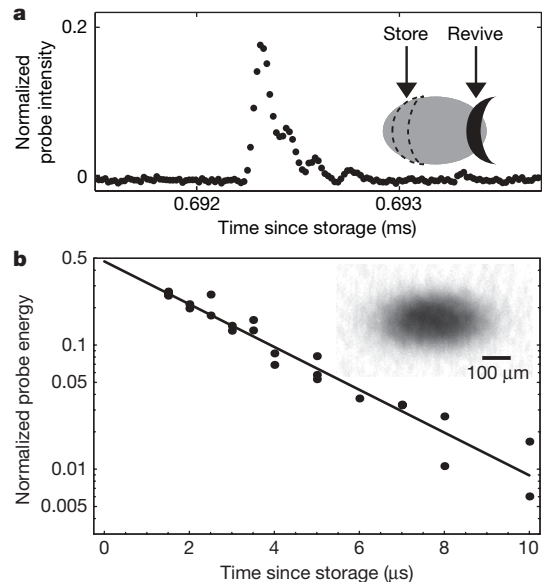 a
Normalized
probe intensity
0.2
0
Store
Revive
0.692
0.693
Time since storage (ms)
b
Normalized probe energy
0.5
0.1
0.05
0.01
0.005
100 μm
0
2
4
6
8
10
Time since storage (μs)